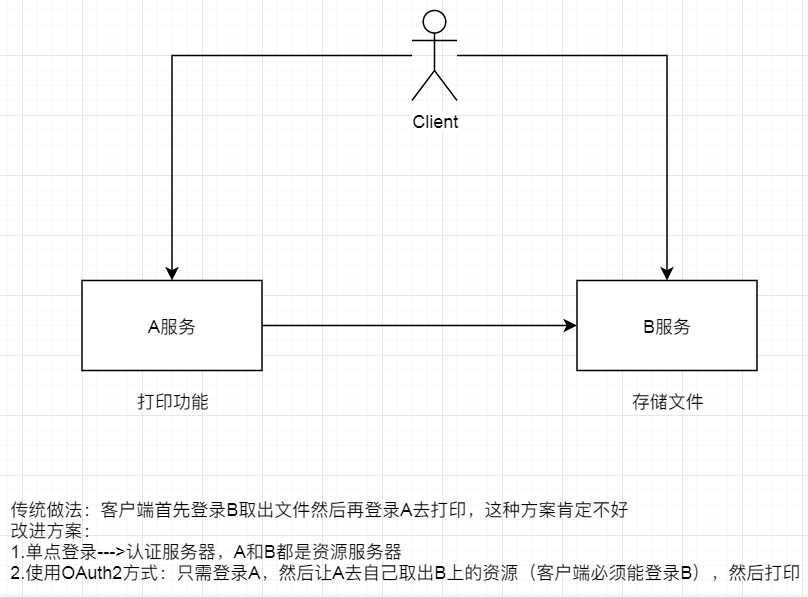 Client
A服务
B服务
打印功能
存储文件
传统做法：客户端首先登录B取出文件然后再登录A去打印，这种方案肯定不好
改进方案：
1.单点登录--->认证服务器，A和B都是资源服务器
2.使用OAuth2方式：只需登录A，然后让A去自己取出B上的资源（客户端必须能登录B），然后打印